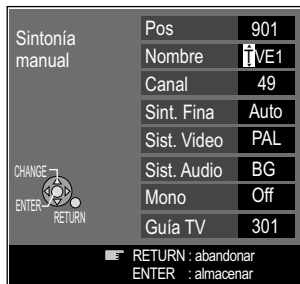 Sintonía manual
Pos 901
Nombre TVE1
Canal 49
Sint. Fina Auto
Sist. Video PAL
Sist. Audio BG
Mono Off
Guía TV 301
CHANGE
ENTER
RETURN
RETURN : abandonar
ENTER : almacenar